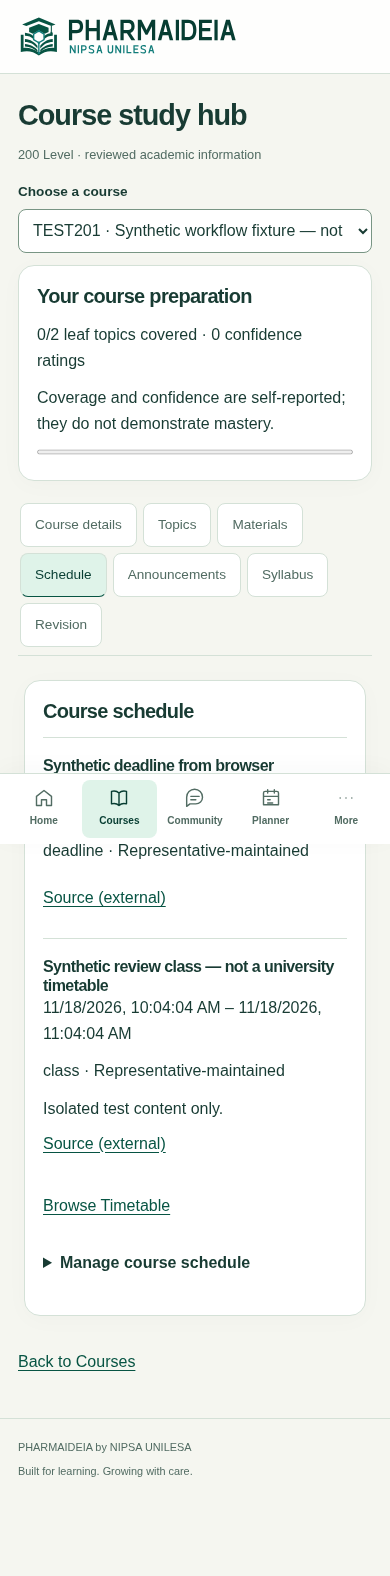 PHARMAIDEIA
NIPSA UNILESA
Course study hub
200 Level · reviewed academic information
Choose a course
TEST201 · Synthetic workflow fixture — not
Your course preparation
0/2 leaf topics covered · 0 confidence
ratings
Coverage and confidence are self-reported;
they do not demonstrate mastery.
Course details
Topics
Materials
Schedule
Announcements
Syllabus
Revision
Course schedule
Synthetic deadline from browser
Home
Courses
Community
Planner
More
deadline · Representative-maintained
Source (external)
Synthetic review class — not a university
timetable
11/18/2026, 10:04:04 AM – 11/18/2026,
11:04:04 AM
class · Representative-maintained
Isolated test content only.
Source (external)
Browse Timetable
Manage course schedule
Back to Courses
PHARMAIDEIA by NIPSA UNILESA
Built for learning. Growing with care.